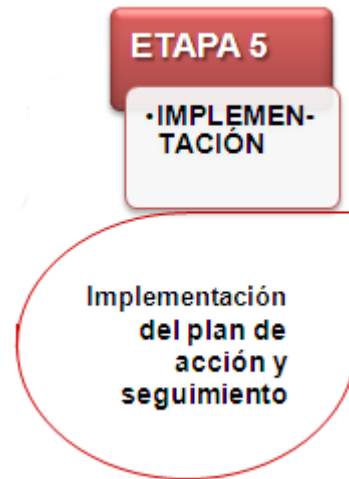 ETAPA 5
•IMPLEMEN-
TACIÓN
Implementación
del plan de
acción y
seguimiento